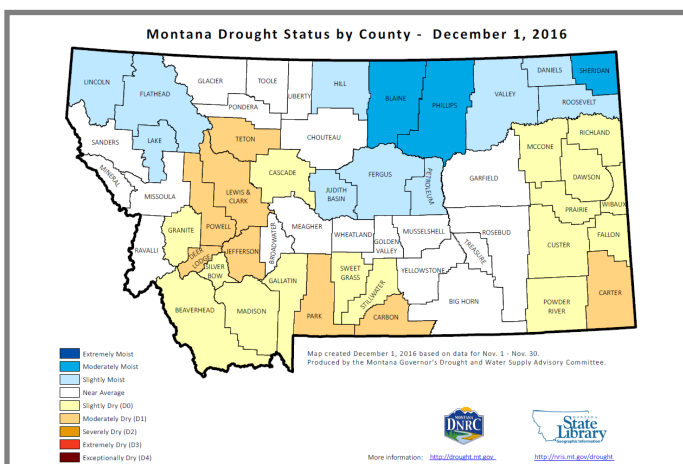 Montana Drought Status by County - December 1, 2016
LINCOLN
FLATHEAD
GLACIER
TOOLE
LIBERTY
HILL
BLAINE
PHILLIPS
VALLEY
DANIELS
SHERIDAN
ROOSEVELT
PONDERA
SANDERS
LAKE
TETON
CHOUTEAU
MCCONE
RICHLAND
MINERAL
MISSOULA
LEWIS &
CLARK
CASCADE
JUDITH
BASIN
FERGUS
PETROLEUM
GARFIELD
DAWSON
WIBAUX
PRAIRIE
RAVALLI
GRANITE
POWELL
DEER
LODGE
SILVER
BOW
JEFFERSON
BROADWATER
MEAGHER
WHEATLAND
GOLDEN
VALLEY
MUSSELSHELL
TREASURE
ROSEBUD
CUSTER
FALLON
BEAVERHEAD
MADISON
GALLATIN
PARK
SWEET
GRASS
STILLWATER
CARBON
YELLOWSTONE
BIG HORN
POWDER
RIVER
CARTER
Extremely Moist
Moderately Moist
Slightly Moist
Near Average
Slightly Dry (D0)
Moderately Dry (D1)
Severely Dry (D2)
Extremely Dry (D3)
Exceptionally Dry (D4)
Map created December 1, 2016 based on data for Nov. 1 - Nov. 30.
Produced by the Montana Governor's Drought and Water Supply Advisory Committee.
MONTANA
DNRC
MONTANA
State
Library
Geographic Information
More information: http://drought.mt.gov
http://nris.mt.gov/drought